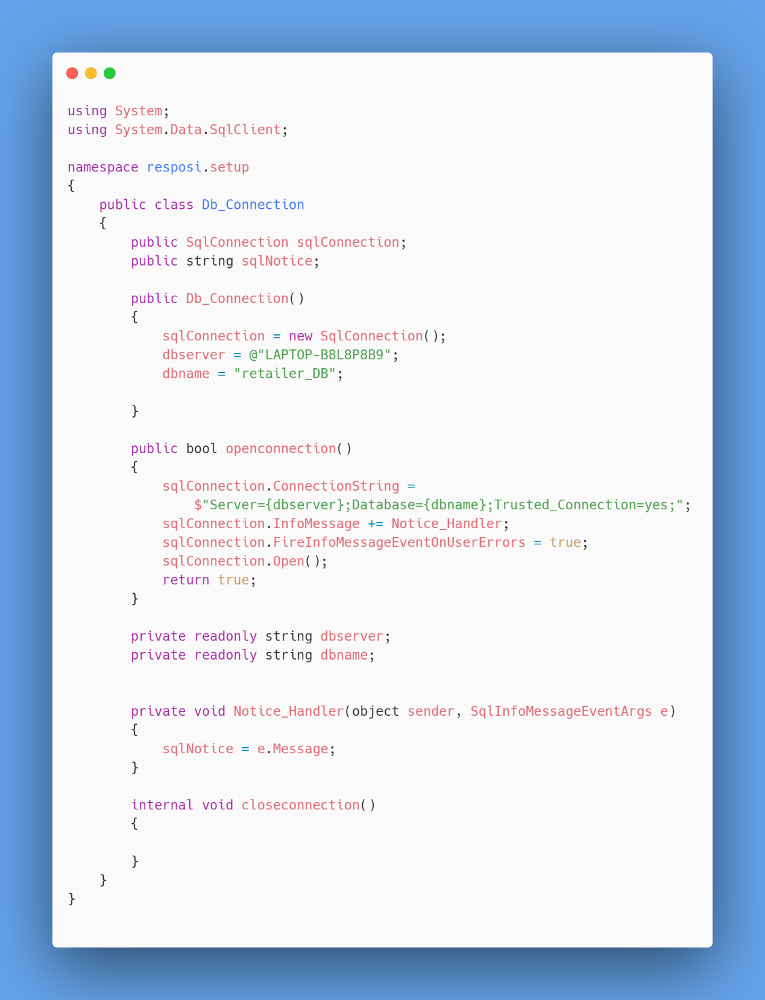 using System;
using System.Data.SqlClient;

namespace resposi.setup
{
    public class Db_Connection
    {
        public SqlConnection sqlConnection;
        public string sqlNotice;

        public Db_Connection()
        {
            sqlConnection = new SqlConnection();
            dbserver = @"LAPTOP-B8L8P8B9";
            dbname = "retailer_DB";

        }

        public bool openconnection()
        {
            sqlConnection.ConnectionString =
                $"Server={dbserver};Database={dbname};Trusted_Connection=yes;";
            sqlConnection.InfoMessage += Notice_Handler;
            sqlConnection.FireInfoMessageEventOnUserErrors = true;
            sqlConnection.Open();
            return true;
        }

        private readonly string dbserver;
        private readonly string dbname;


        private void Notice_Handler(object sender, SqlInfoMessageEventArgs e)
        {
            sqlNotice = e.Message;
        }

        internal void closeconnection()
        {

        }
    }
}